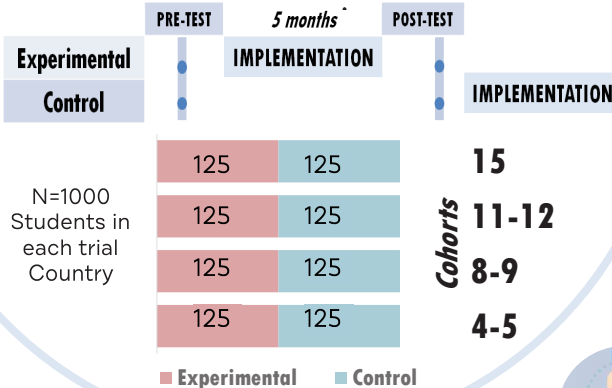 PRE-TEST
5 months
POST-TEST
Experimental
IMPLEMENTATION
Control
IMPLEMENTATION
N=1000
Students in
each trial
Country
125 125
125 125
125 125
125 125
Cohorts
15
11-12
8-9
4-5
Experimental Control